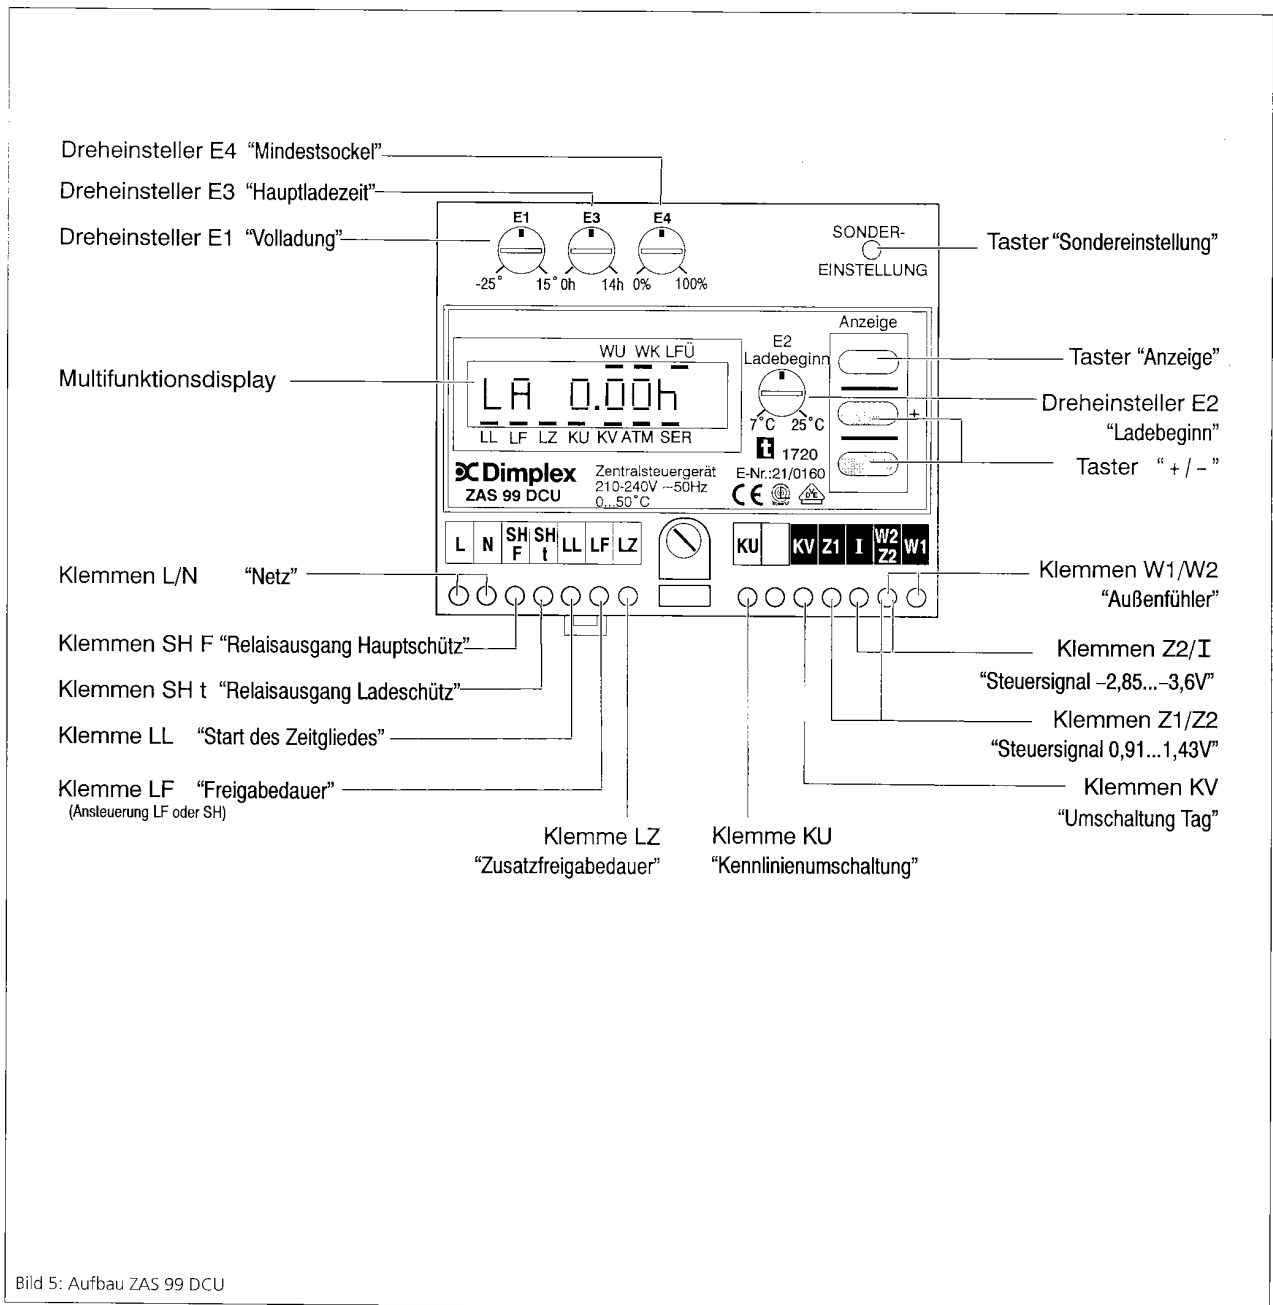 Dreheinsteller E4 “Mindestsockel”
Dreheinsteller E3 “Hauptladezeit”
Dreheinsteller E1 “Volladung”
E1 E3 E4
-25° 15° 0h 14h 0% 100%
SONDER-
EINSTELLUNG
Taster “Sondereinstellung”
Anzeige
WU WK LFÜ
E2
Ladebeginn
Taster “Anzeige”
Multifunktionsdisplay
LA 0.00h
7°C 25°C
+
Dreheinsteller E2
“Ladebeginn”
LL LF LZ KU KV ATM SER
t 1720
Taster “ + / – ”
Dimplex
ZAS 99 DCU
Zentralsteuergerät
210-240V ~50Hz
0...50°C
E-Nr.:21/0160
CE
L N SH F SH t LL LF LZ
KU KV Z1 I W2 Z2 W1
Klemmen L/N “Netz”
Klemmen W1/W2
“Außenfühler”
Klemmen SH F “Relaisausgang Hauptschütz”
Klemmen Z2/I
“Steuersignal –2,85...–3,6V”
Klemmen SH t “Relaisausgang Ladeschütz”
Klemmen Z1/Z2
“Steuersignal 0,91...1,43V”
Klemme LL “Start des Zeitgliedes”
Klemme LF “Freigabedauer”
(Ansteuerung LF oder SH)
Klemmen KV
“Umschaltung Tag”
Klemme LZ
“Zusatzfreigabedauer”
Klemme KU
“Kennlinienumschaltung”
Bild 5: Aufbau ZAS 99 DCU